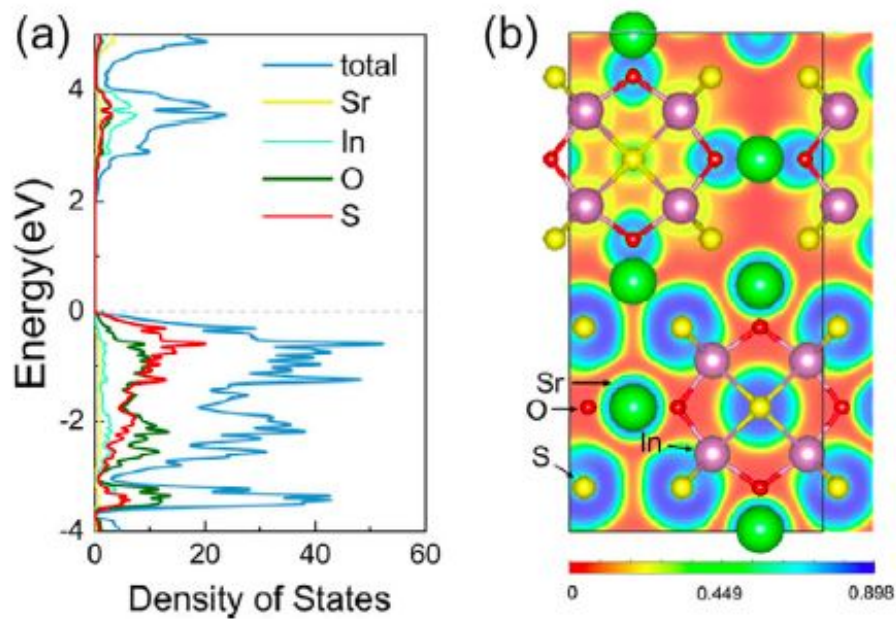 (a)
total
Sr
In
O
S
4
2
0
-2
-4
Energy(eV)
0
20
40
60
Density of States
(b)
Sr
O
In
S
0
0.449
0.898